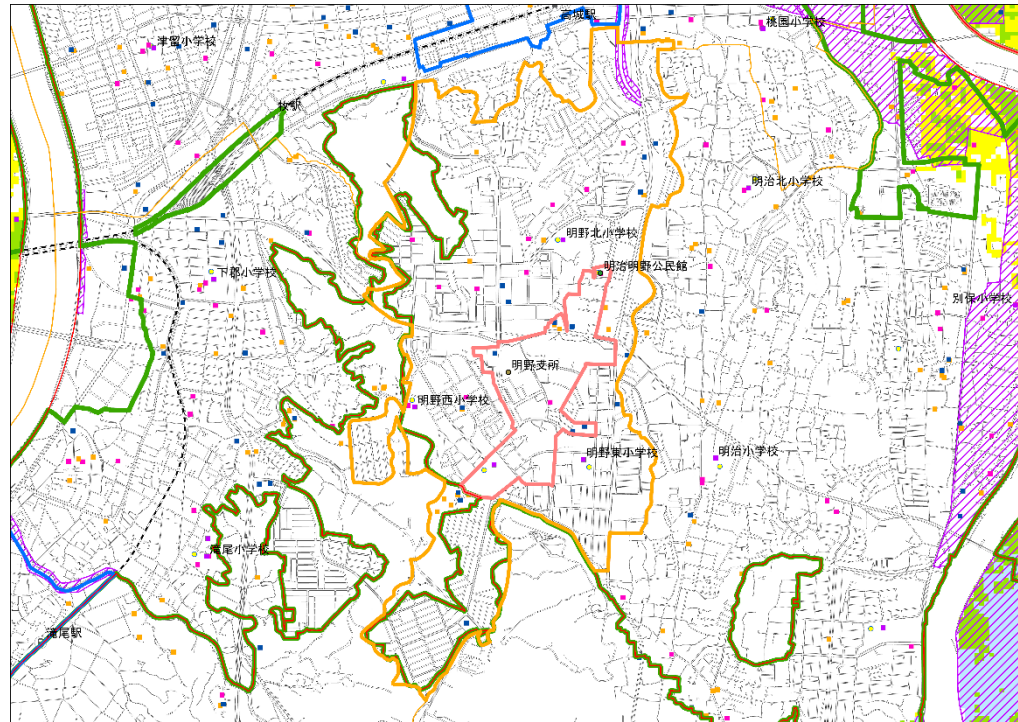 高城駅
桃園小学校
津留小学校
牧駅
明治北小学校
明野北小学校
明治明野公民館
下郡小学校
別保小学校
明野支所
明野西小学校
明野東小学校
明治小学校
滝尾小学校
滝尾駅